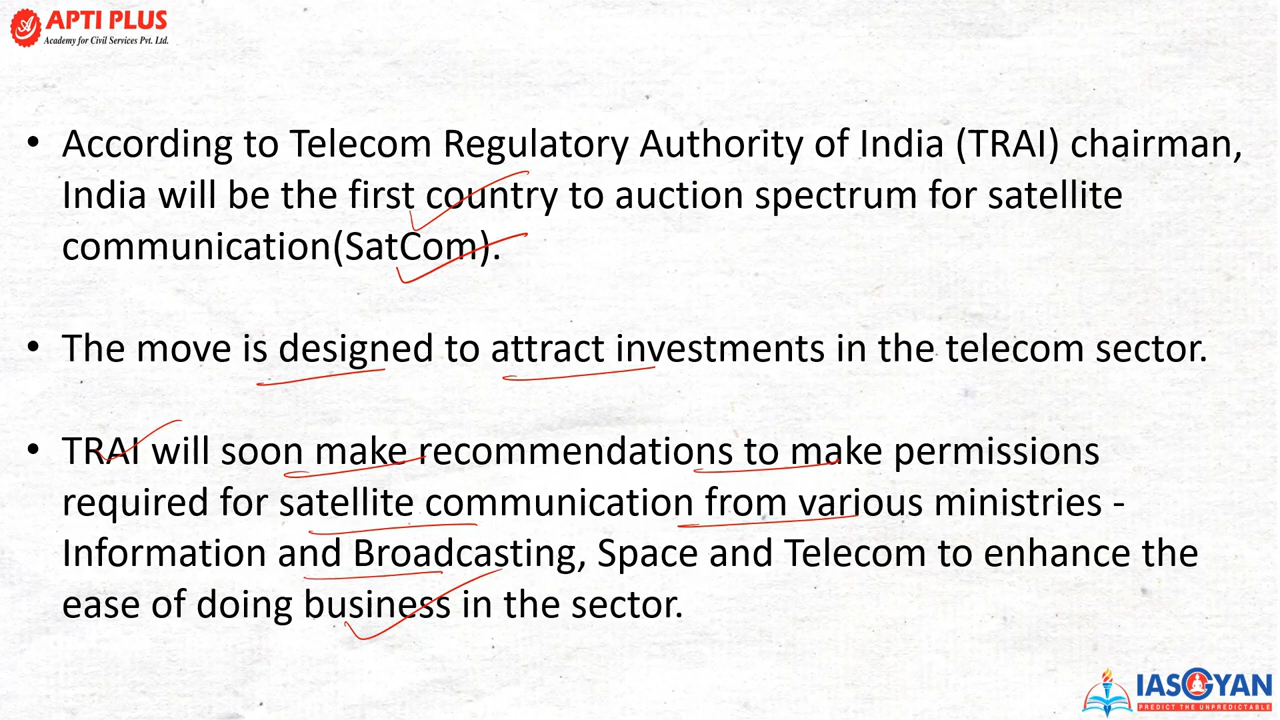 APTI PLUS
Academy for Civil Services Pvt. Ltd.
• According to Telecom Regulatory Authority of India (TRAI) chairman,
India will be the first country to auction spectrum for satellite
communication(SatCom).
• The move is designed to attract investments in the telecom sector.
• TRAI will soon make recommendations to make permissions
required for satellite communication from various ministries -
Information and Broadcasting, Space and Telecom to enhance the
ease of doing business in the sector.
IASGYAN
PREDICT THE UNPREDICTABLE